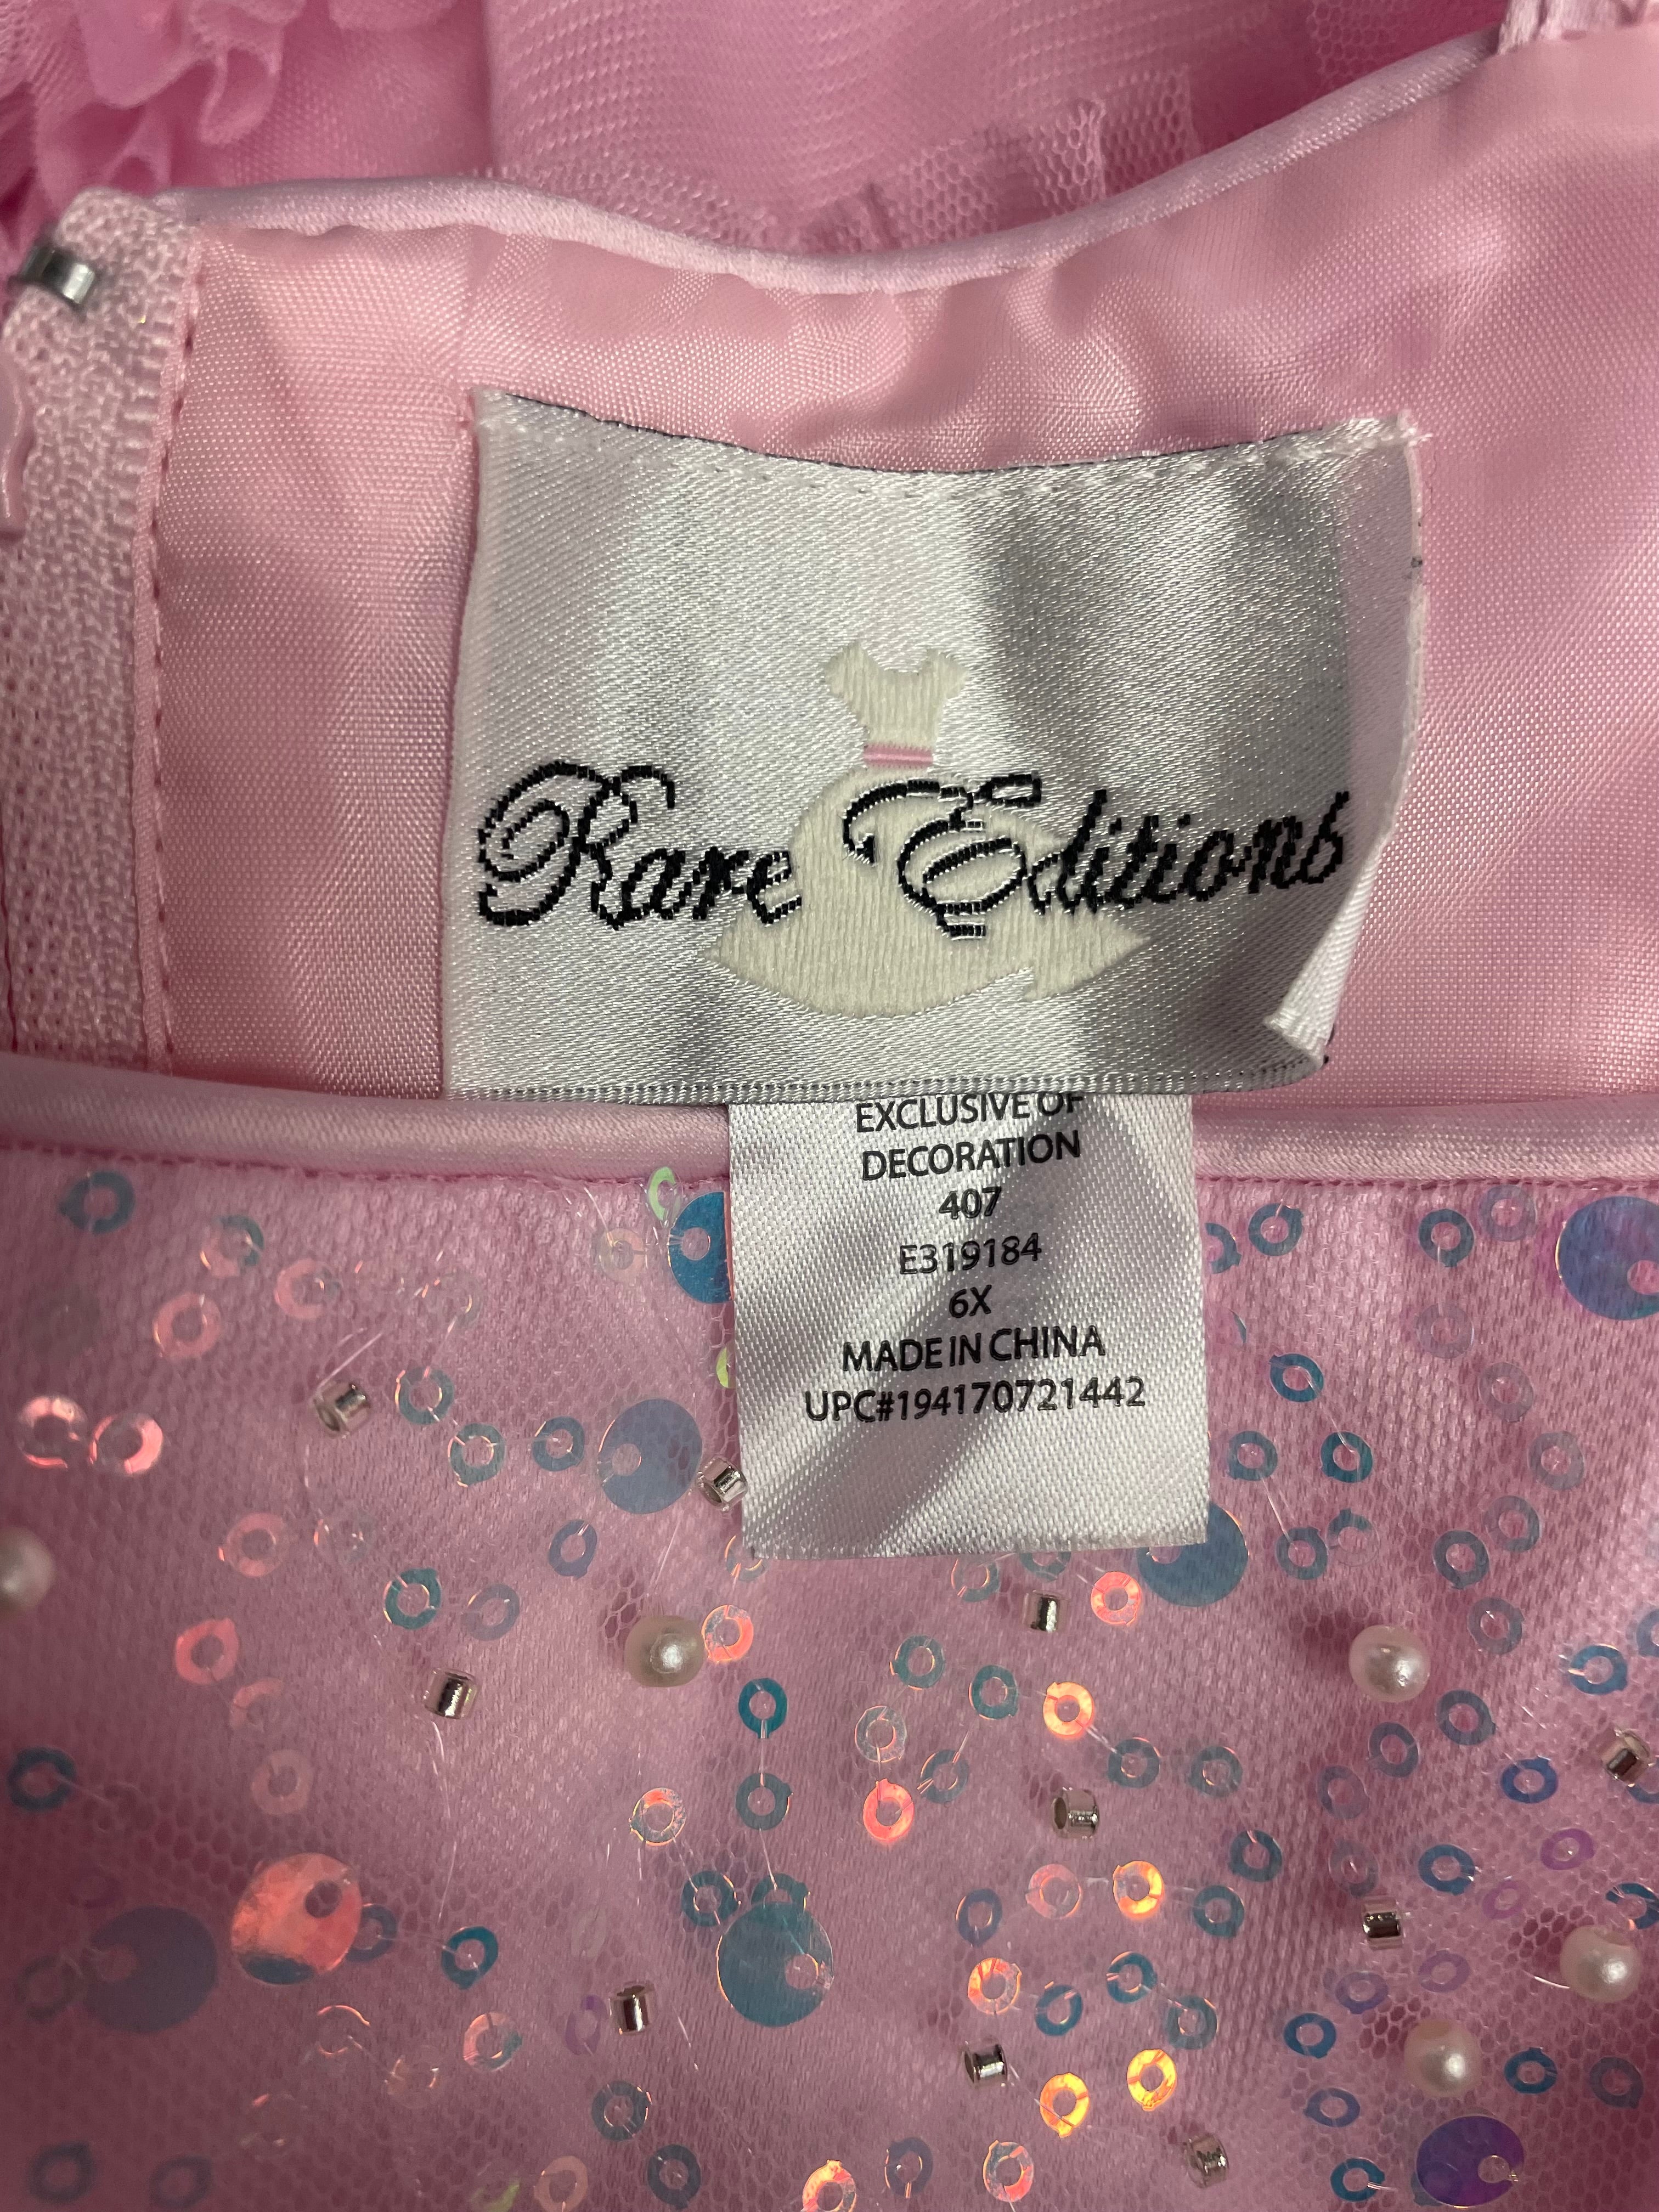 Rare Editions
EXCLUSIVE OF
DECORATION
407
E319184
6X
MADE IN CHINA
UPC#194170721442